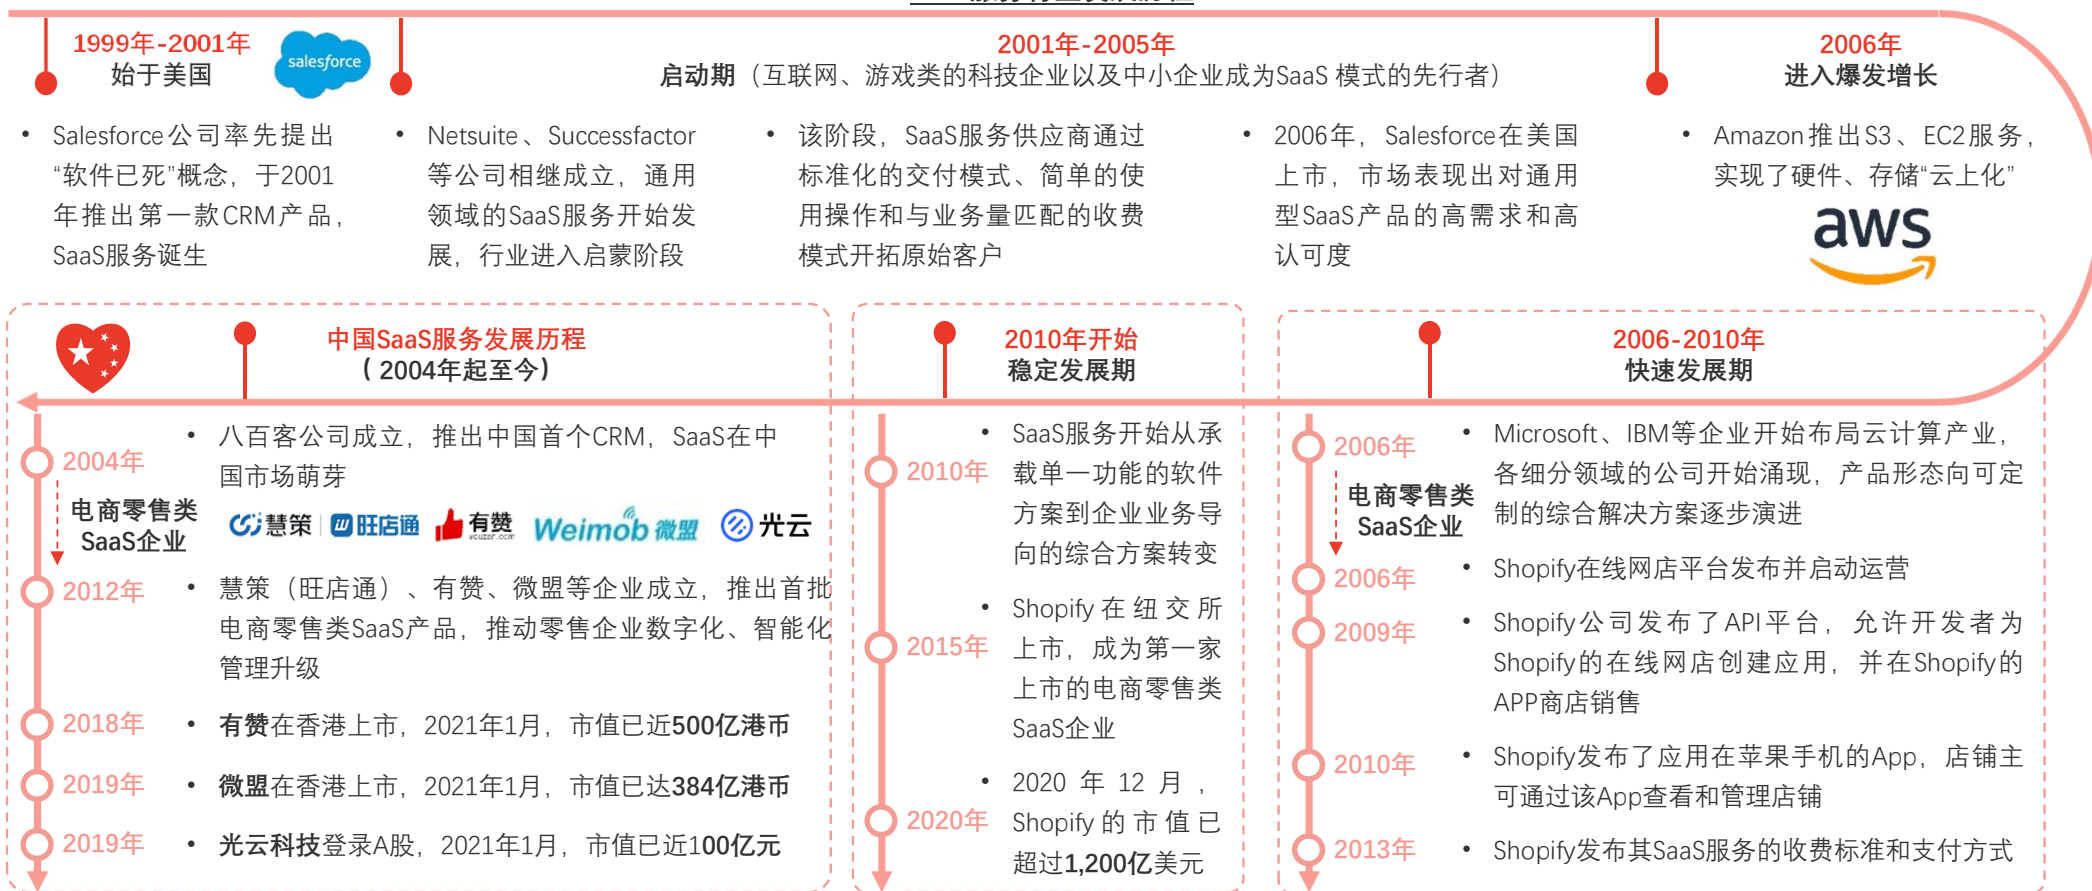 1999年-2001年
始于美国
salesforce
2001年-2005年
启动期（互联网、游戏类的科技企业以及中小企业成为SaaS 模式的先行者）
2006年
进入爆发增长
• Salesforce公司率先提出
“软件已死”概念，于2001
年推出第一款CRM产品，
SaaS服务诞生
• Netsuite、Successfactor
等公司相继成立，通用
领域的SaaS服务开始发
展，行业进入启蒙阶段
• 该阶段，SaaS服务供应商通过
标准化的交付模式、简单的使
用操作和与业务量匹配的收费
模式开拓原始客户
• 2006年，Salesforce在美国
上市，市场表现出对通用
型SaaS产品的高需求和高
认可度
• Amazon推出S3、EC2服务，
实现了硬件、存储“云上化”
aws
中国SaaS服务发展历程
（2004年起至今）
2004年
• 八百客公司成立，推出中国首个CRM，SaaS在中
国市场萌芽
电商零售类
SaaS企业
慧策 旺店通 有赞 youzan.com Weimob 微盟 光云
2012年
• 慧策（旺店通）、有赞、微盟等企业成立，推出首批
电商零售类SaaS产品，推动零售企业数字化、智能化
管理升级
2018年
• 有赞在香港上市，2021年1月，市值已近500亿港币
2019年
• 微盟在香港上市，2021年1月，市值已达384亿港币
2019年
• 光云科技登录A股，2021年1月，市值已近100亿元
2010年开始
稳定发展期
2010年
• SaaS服务开始从承
载单一功能的软件
方案到企业业务导
向的综合方案转变
2015年
• Shopify在纽交所
上市，成为第一家
上市的电商零售类
SaaS企业
2020年
• 2020年12月，
Shopify的市值已
超过1,200亿美元
2006-2010年
快速发展期
2006年
• Microsoft、IBM等企业开始布局云计算产业，
各细分领域的公司开始涌现，产品形态向可定
制的综合解决方案逐步演进
电商零售类
SaaS企业
2006年
• Shopify在线网店平台发布并启动运营
2009年
• Shopify公司发布了API平台，允许开发者为
Shopify的在线网店创建应用，并在Shopify的
APP商店销售
2010年
• Shopify发布了应用在苹果手机的App，店铺主
可通过该App查看和管理店铺
2013年
• Shopify发布其SaaS服务的收费标准和支付方式